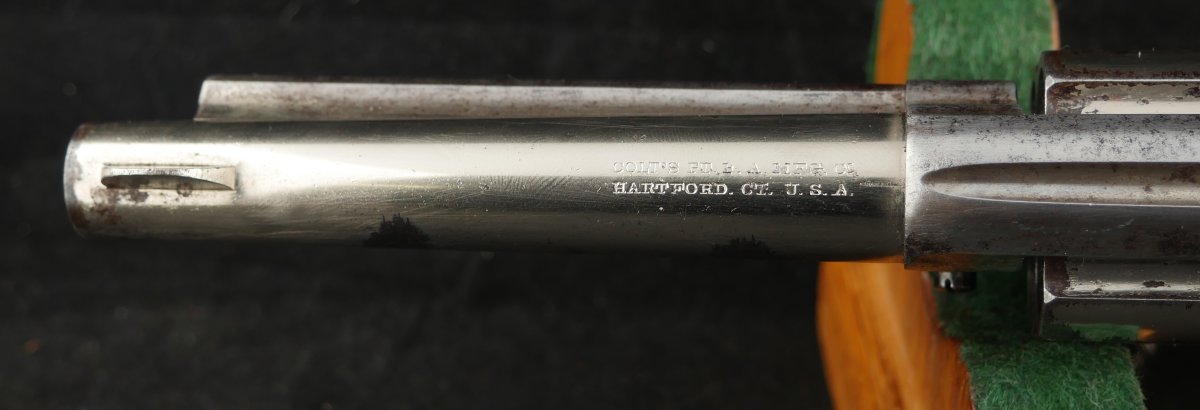 COLT'S PT. F. A. MFG. Co.
HARTFORD. CT. U.S.A.